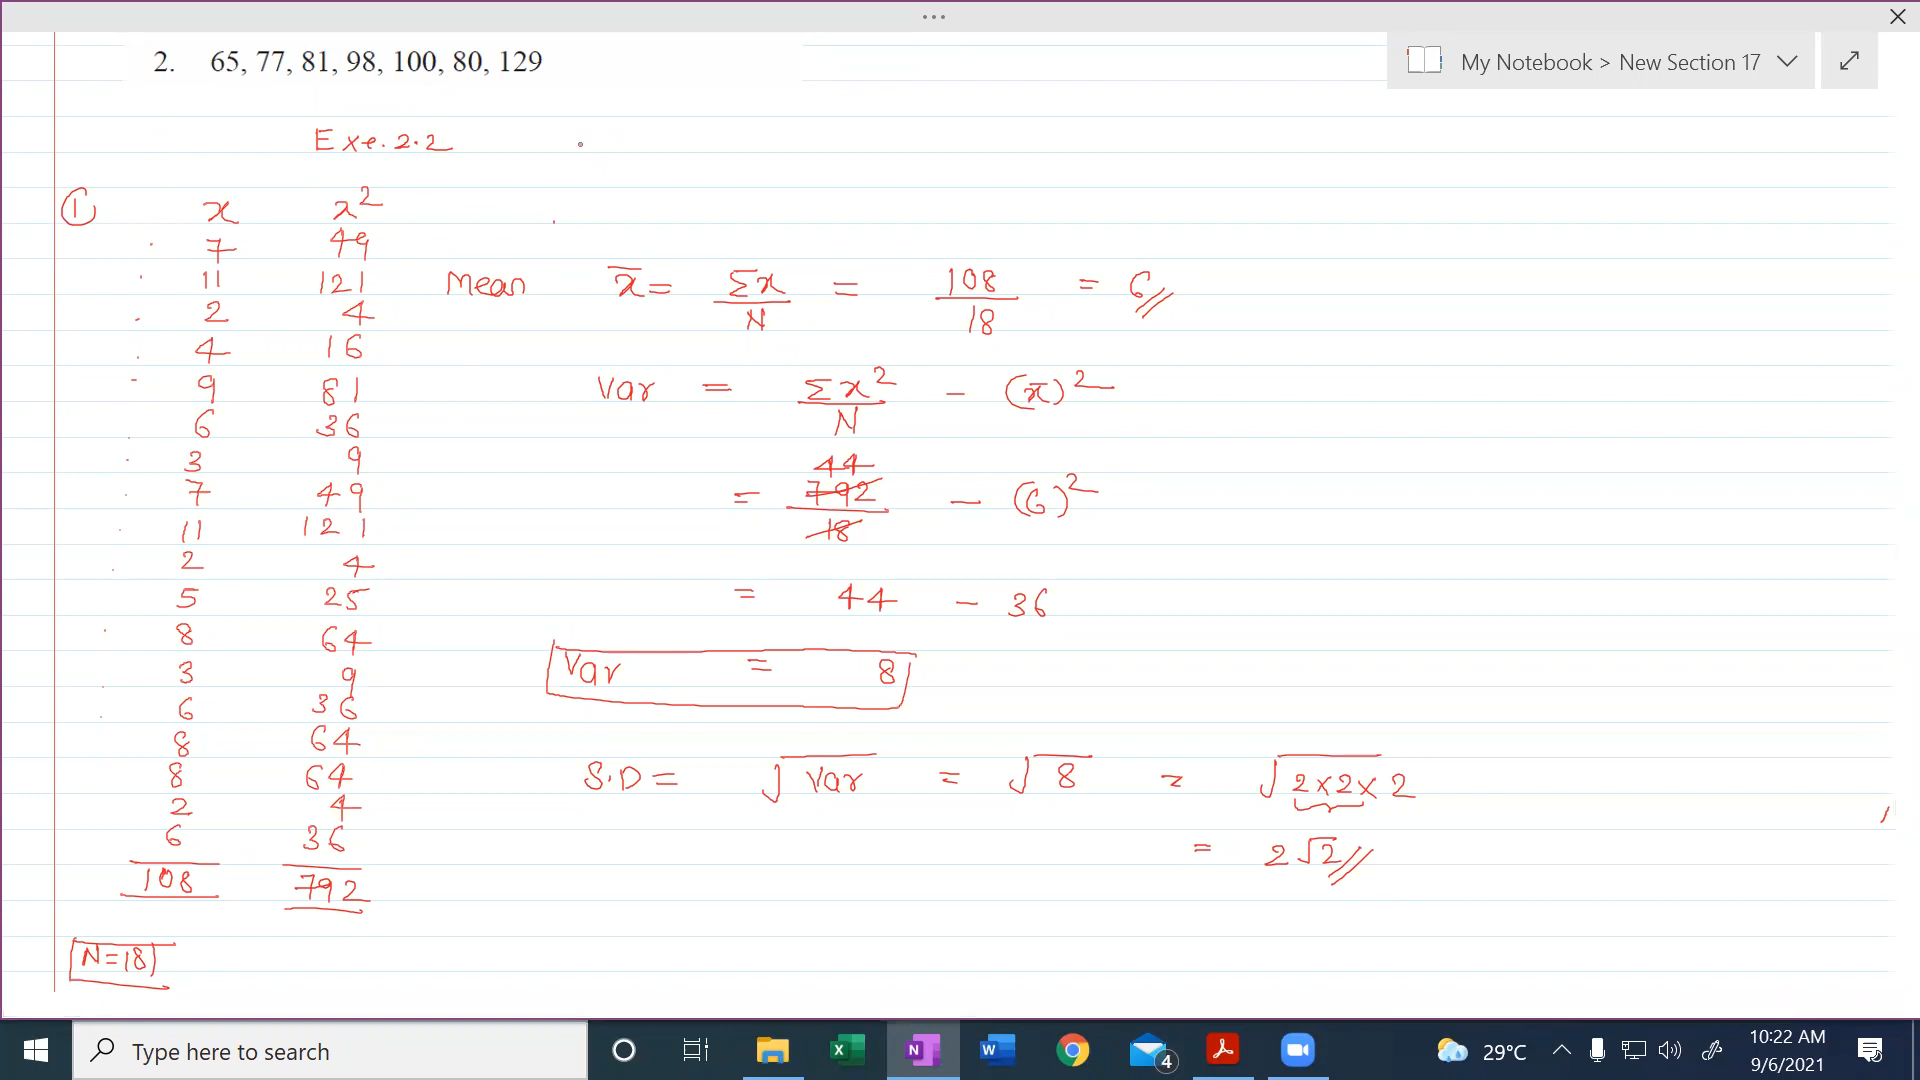 2. 65, 77, 81, 98, 100, 80, 129
My Notebook > New Section 17
Exe. 2.2
① x x²
7 49
11 121
2 4
4 16
9 81
6 36
3 9
7 49
11 121
2 4
5 25
8 64
3 9
6 36
8 64
8 64
2 4
6 36
108 792
N=18
Mean x̄ = Σx/N = 108/18 = 6
Var = Σx²/N - (x̄)²
44
= 792/18 - (6)²
= 44 - 36
Var = 8
S.D = √Var = √8 = √2×2×2
= 2√2
Type here to search
4
29°C
10:22 AM
9/6/2021